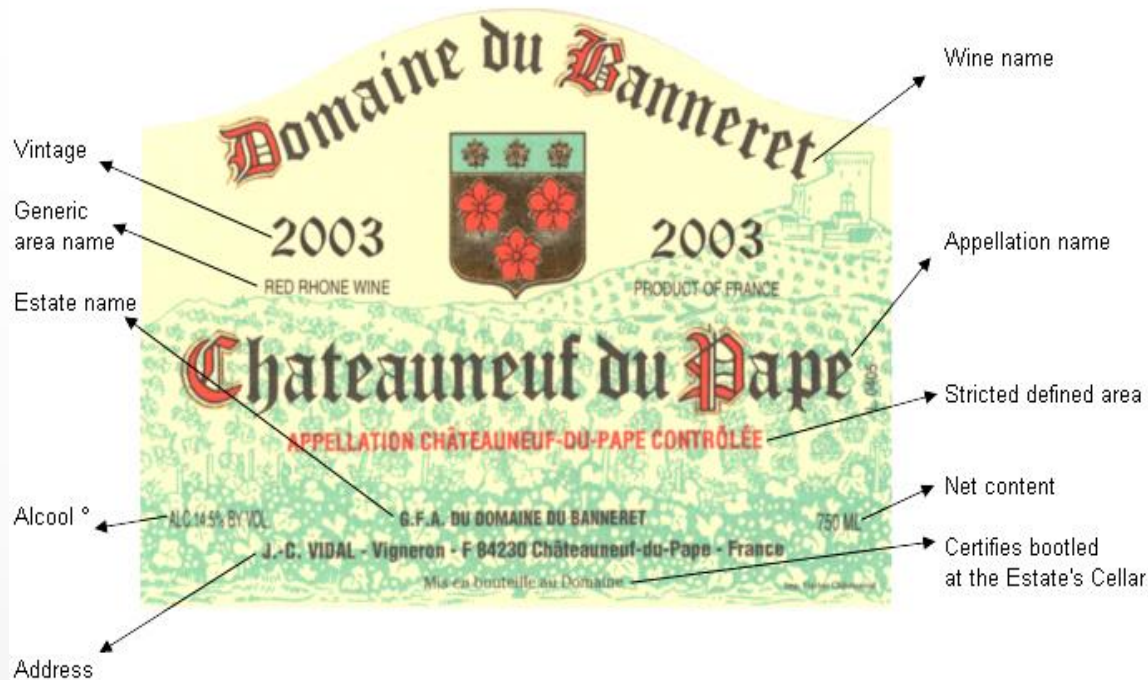 Domaine du Banneret
Wine name
Vintage
2003
2003
Generic
area name
RED RHONE WINE
PRODUCT OF FRANCE
Appellation name
Estate name
Chateauneuf du Pape
Stricted defined area
APPELLATION CHÂTEAUNEUF-DU-PAPE CONTRÔLÉE
Net content
Alcool °
ALC 14.5% BY VOL.
G.F.A. DU DOMAINE DU BANNERET
750 ML
Certifies bootled
at the Estate's Cellar
J.-C. VIDAL - Vigneron - F 84230 Châteauneuf-du-Pape - France
Mis en bouteille au Domaine
Address